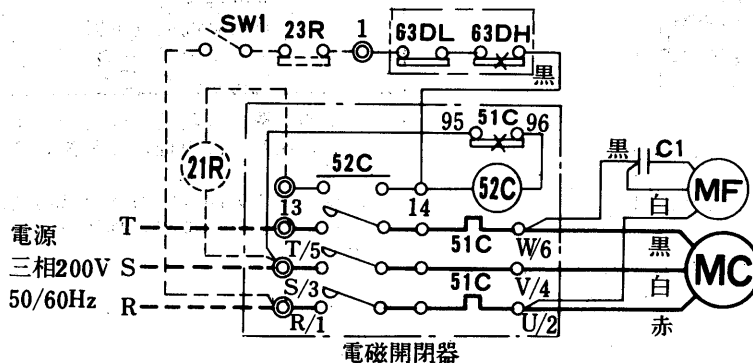 SW1
23R
1
63DL
63DH
黒
51C
95
96
52C
52C
21R
13
14
黒
C1
MF
白
電源
三相200V
50/60Hz
T
S
R
T/5
S/3
R/1
51C
51C
W/6
V/4
U/2
黒
白
赤
MC
電磁開閉器